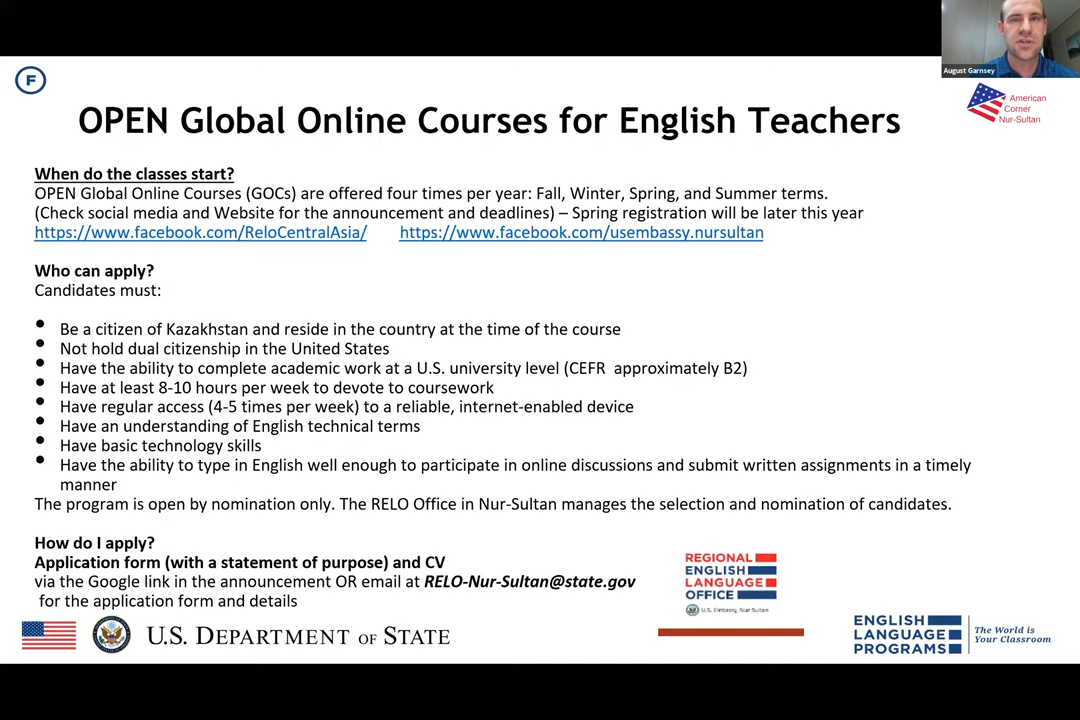 August Garnsey
F
American
Corner
Nur-Sultan
OPEN Global Online Courses for English Teachers
When do the classes start?
OPEN Global Online Courses (GOCs) are offered four times per year: Fall, Winter, Spring, and Summer terms.
(Check social media and Website for the announcement and deadlines) – Spring registration will be later this year
https://www.facebook.com/ReloCentralAsia/ https://www.facebook.com/usembassy.nursultan
Who can apply?
Candidates must:
• Be a citizen of Kazakhstan and reside in the country at the time of the course
• Not hold dual citizenship in the United States
• Have the ability to complete academic work at a U.S. university level (CEFR approximately B2)
• Have at least 8-10 hours per week to devote to coursework
• Have regular access (4-5 times per week) to a reliable, internet-enabled device
• Have an understanding of English technical terms
• Have basic technology skills
• Have the ability to type in English well enough to participate in online discussions and submit written assignments in a timely
manner
The program is open by nomination only. The RELO Office in Nur-Sultan manages the selection and nomination of candidates.
How do I apply?
Application form (with a statement of purpose) and CV
via the Google link in the announcement OR email at RELO-Nur-Sultan@state.gov
for the application form and details
REGIONAL
ENGLISH
LANGUAGE
OFFICE
U.S. Embassy, Nur Sultan
U.S. DEPARTMENT OF STATE
ENGLISH
LANGUAGE
PROGRAMS
The World is
Your Classroom